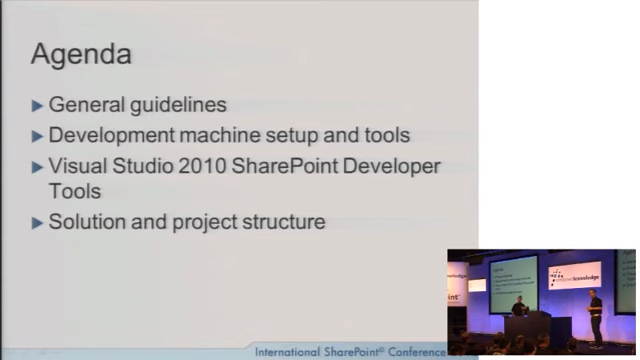 Agenda
General guidelines
Development machine setup and tools
Visual Studio 2010 SharePoint Developer
Tools
Solution and project structure
International SharePoint© Conference